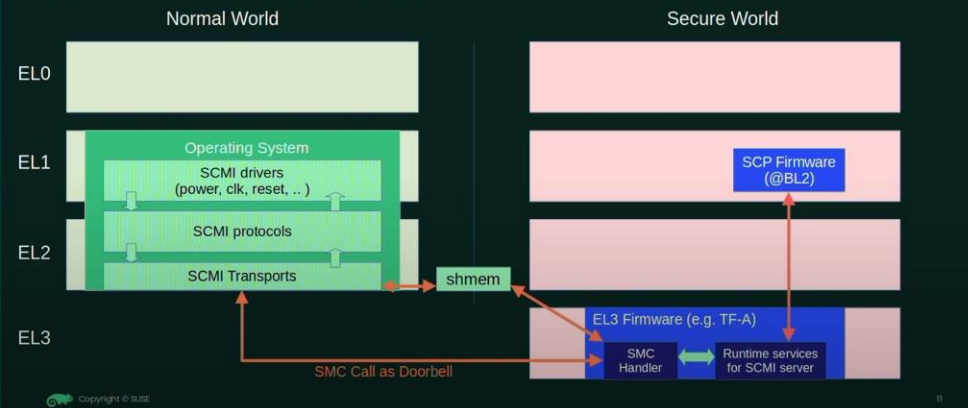 Normal World
Secure World
EL0
EL1
Operating System
SCMI drivers
(power, clk, reset, .. )
SCP Firmware
(@BL2)
SCMI protocols
EL2
SCMI Transports
shmem
EL3
EL3 Firmware (e.g. TF-A)
SMC
Handler
Runtime services
for SCMI server
SMC Call as Doorbell
Copyright © SUSE
11